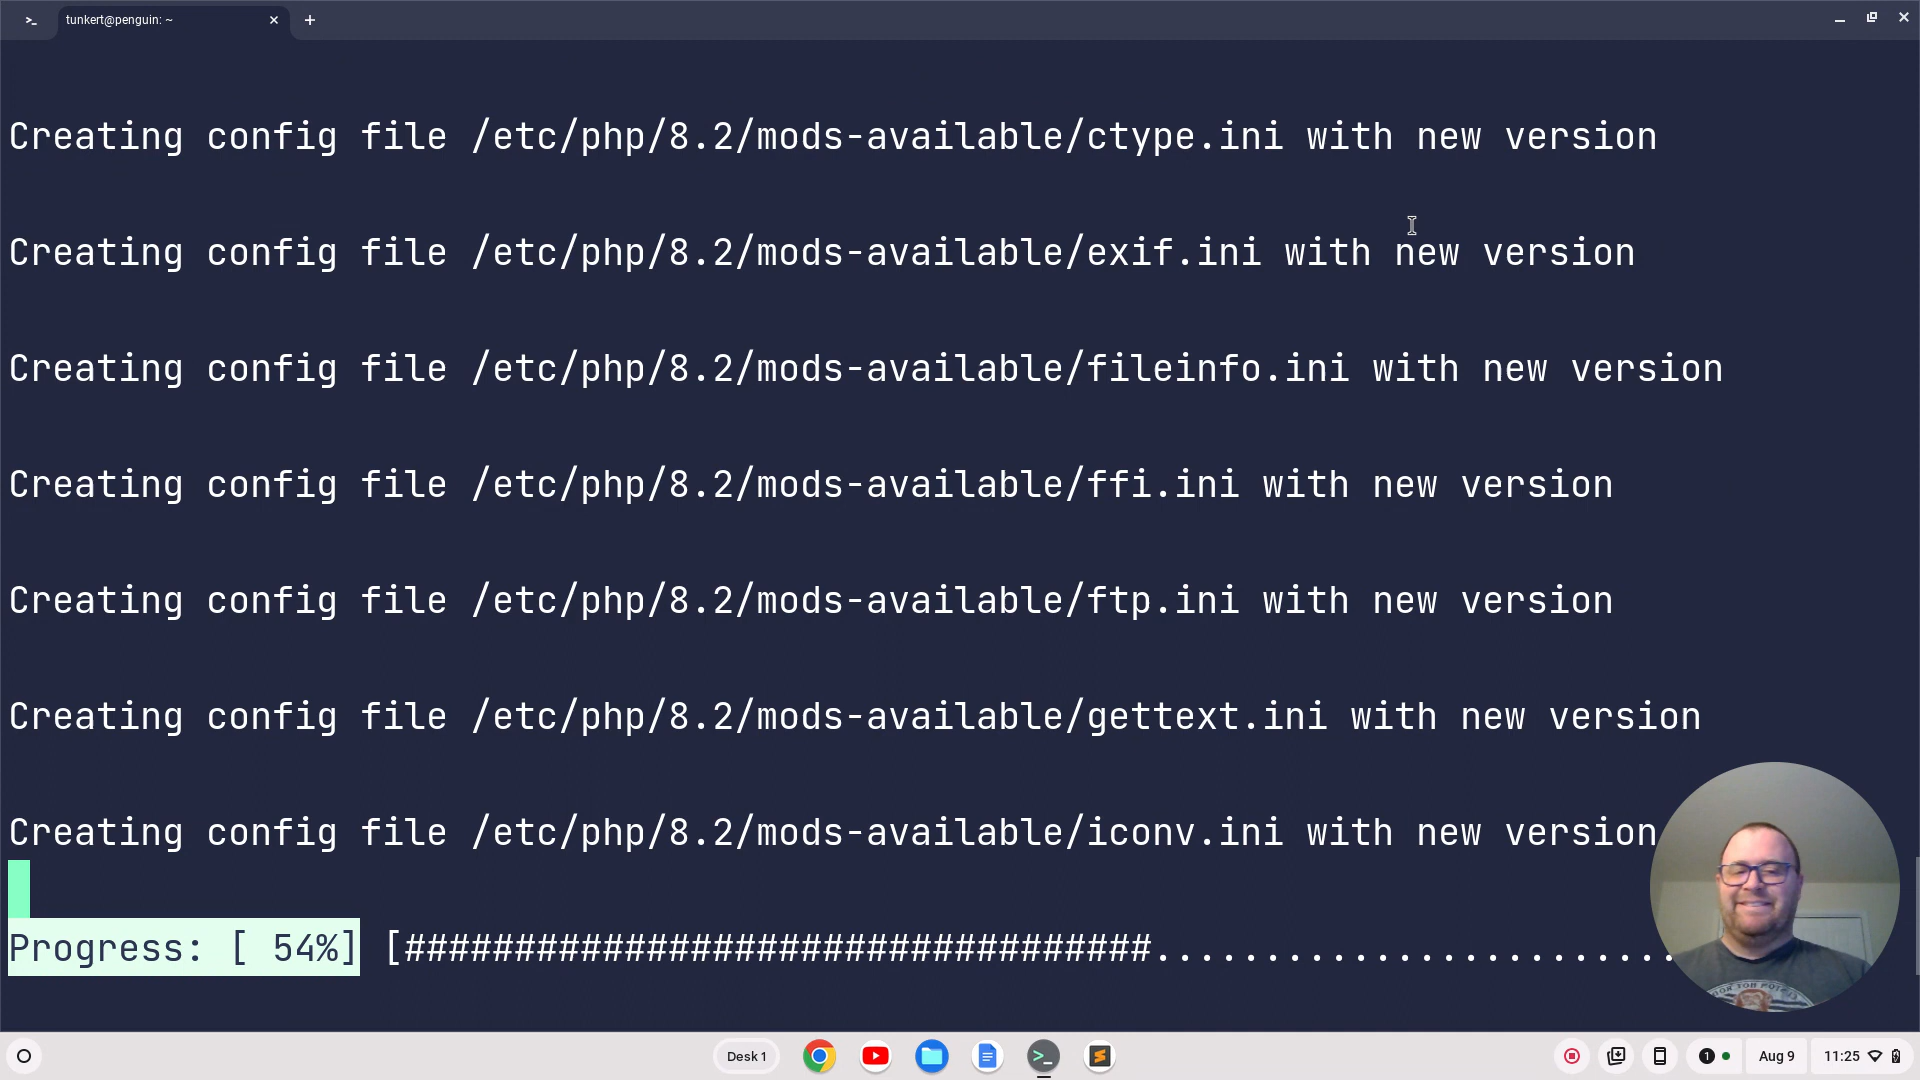 tunkert@penguin: ~
Creating config file /etc/php/8.2/mods-available/ctype.ini with new version
Creating config file /etc/php/8.2/mods-available/exif.ini with new version
Creating config file /etc/php/8.2/mods-available/fileinfo.ini with new version
Creating config file /etc/php/8.2/mods-available/ffi.ini with new version
Creating config file /etc/php/8.2/mods-available/ftp.ini with new version
Creating config file /etc/php/8.2/mods-available/gettext.ini with new version
Creating config file /etc/php/8.2/mods-available/iconv.ini with new version
Progress: [ 54%] [##################################........................
Desk 1
1
Aug 9
11:25